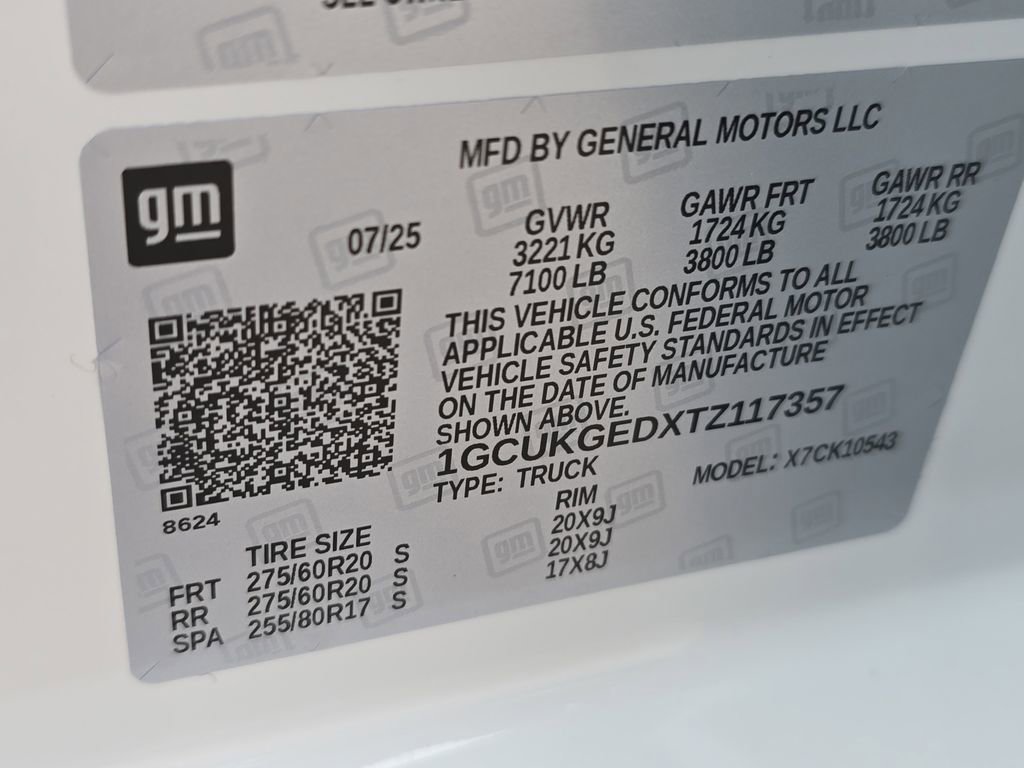 gm
MFD BY GENERAL MOTORS LLC
07/25
GVWR GAWR FRT GAWR RR
3221 KG 1724 KG 1724 KG
7100 LB 3800 LB 3800 LB
THIS VEHICLE CONFORMS TO ALL
APPLICABLE U.S. FEDERAL MOTOR
VEHICLE SAFETY STANDARDS IN EFFECT
ON THE DATE OF MANUFACTURE
SHOWN ABOVE.
1GCUKGEDXTZ117357
TYPE: TRUCK MODEL: X7CK10543
8624
TIRE SIZE RIM
FRT 275/60R20 S 20X9J
RR 275/60R20 S 20X9J
SPA 255/80R17 S 17X8J